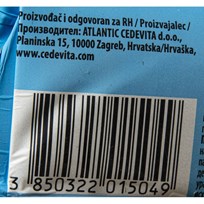 Proizvođač i odgovoran za RH / Proizvajalec /
Производител: ATLANTIC CEDEVITA d.o.o.,
Planinska 15, 10000 Zagreb, Hrvatska/Hrvaška,
www.cedevita.com
3 850322 015049